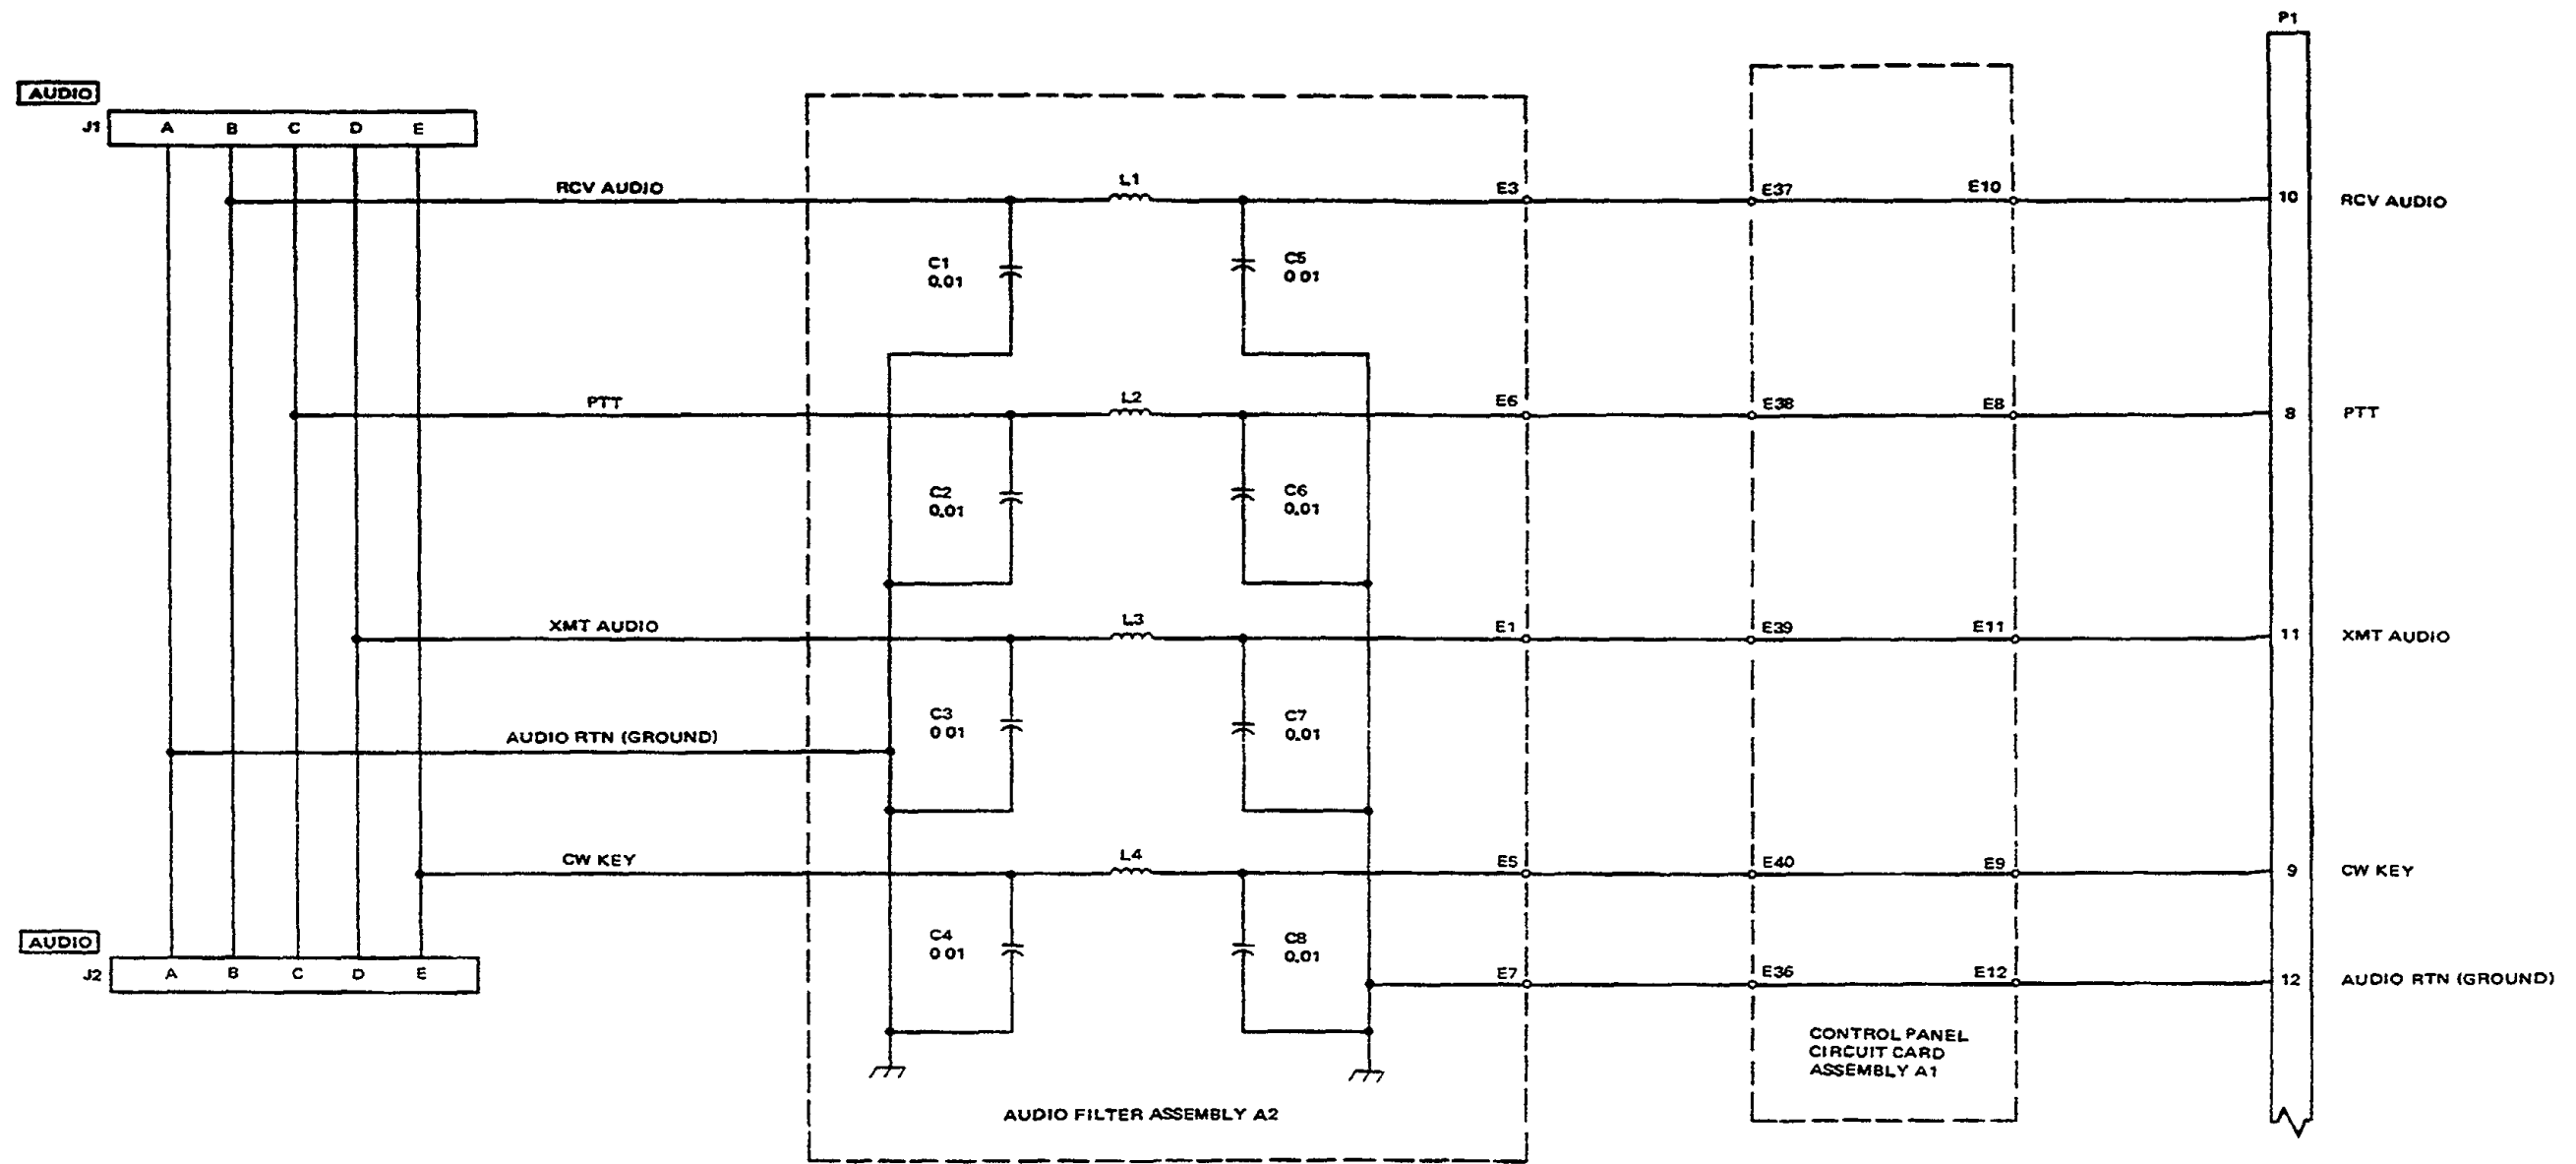 P1
AUDIO
J1 A B C D E
RCV AUDIO
L1
E3
E37
E10
10
RCV AUDIO
C1
0.01
C5
0 01
PTT
L2
E6
E38
E8
8
PTT
C2
0.01
C6
0.01
XMT AUDIO
L3
E1
E39
E11
11
XMT AUDIO
C3
0 01
C7
0.01
AUDIO RTN (GROUND)
CW KEY
L4
E5
E40
E9
9
CW KEY
C4
0 01
C8
0.01
AUDIO
J2 A B C D E
E7
E36
E12
12
AUDIO RTN (GROUND)
CONTROL PANEL
CIRCUIT CARD
ASSEMBLY A1
AUDIO FILTER ASSEMBLY A2